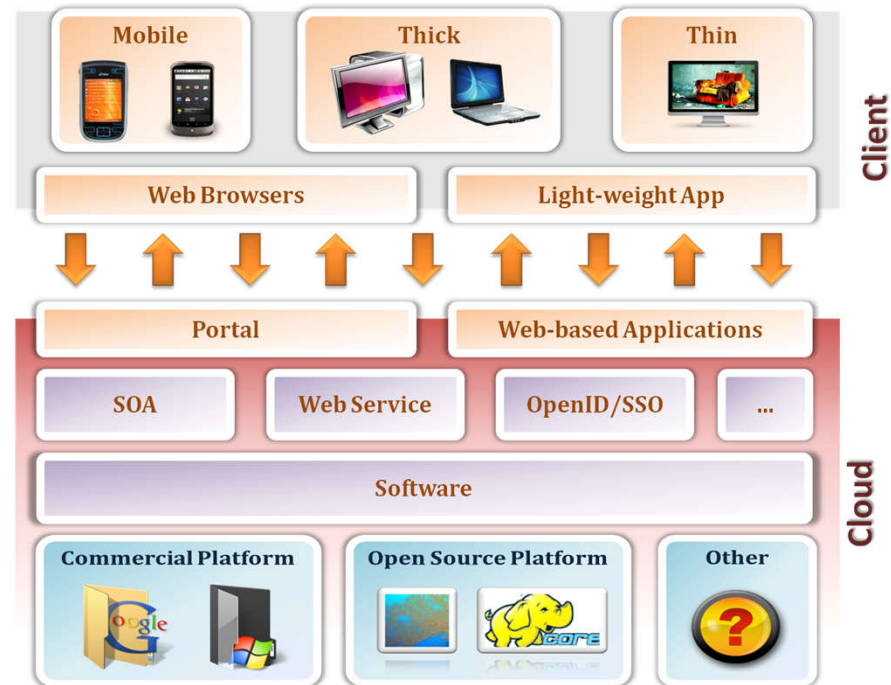 Mobile
Thick
Thin
Client
Web Browsers
Light-weight App
Portal
Web-based Applications
SOA
Web Service
OpenID/SSO
...
Software
Cloud
Commercial Platform
Open Source Platform
Other
Google
core
?